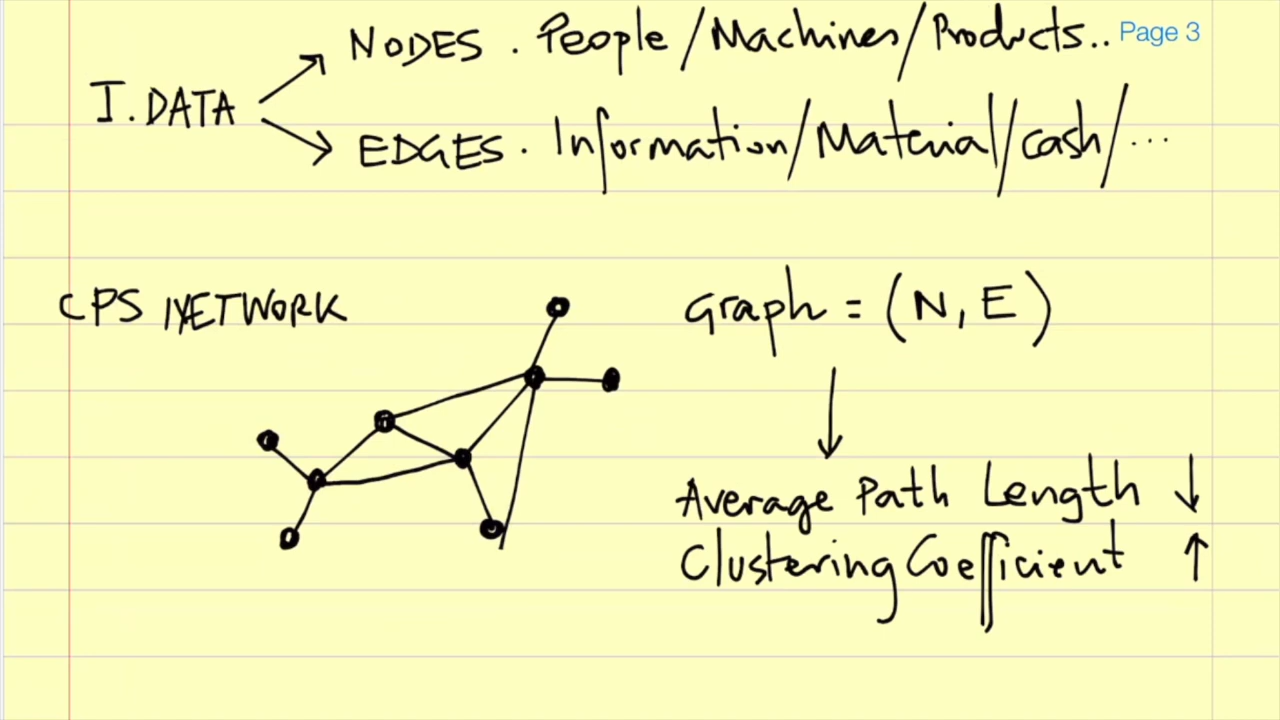 NODES . People/Machines/Products.. Page 3
I. DATA
EDGES . Information/Material/cash/...
CPS NETWORK
Graph = (N, E)
Average Path Length ↓
Clustering Coefficient ↑